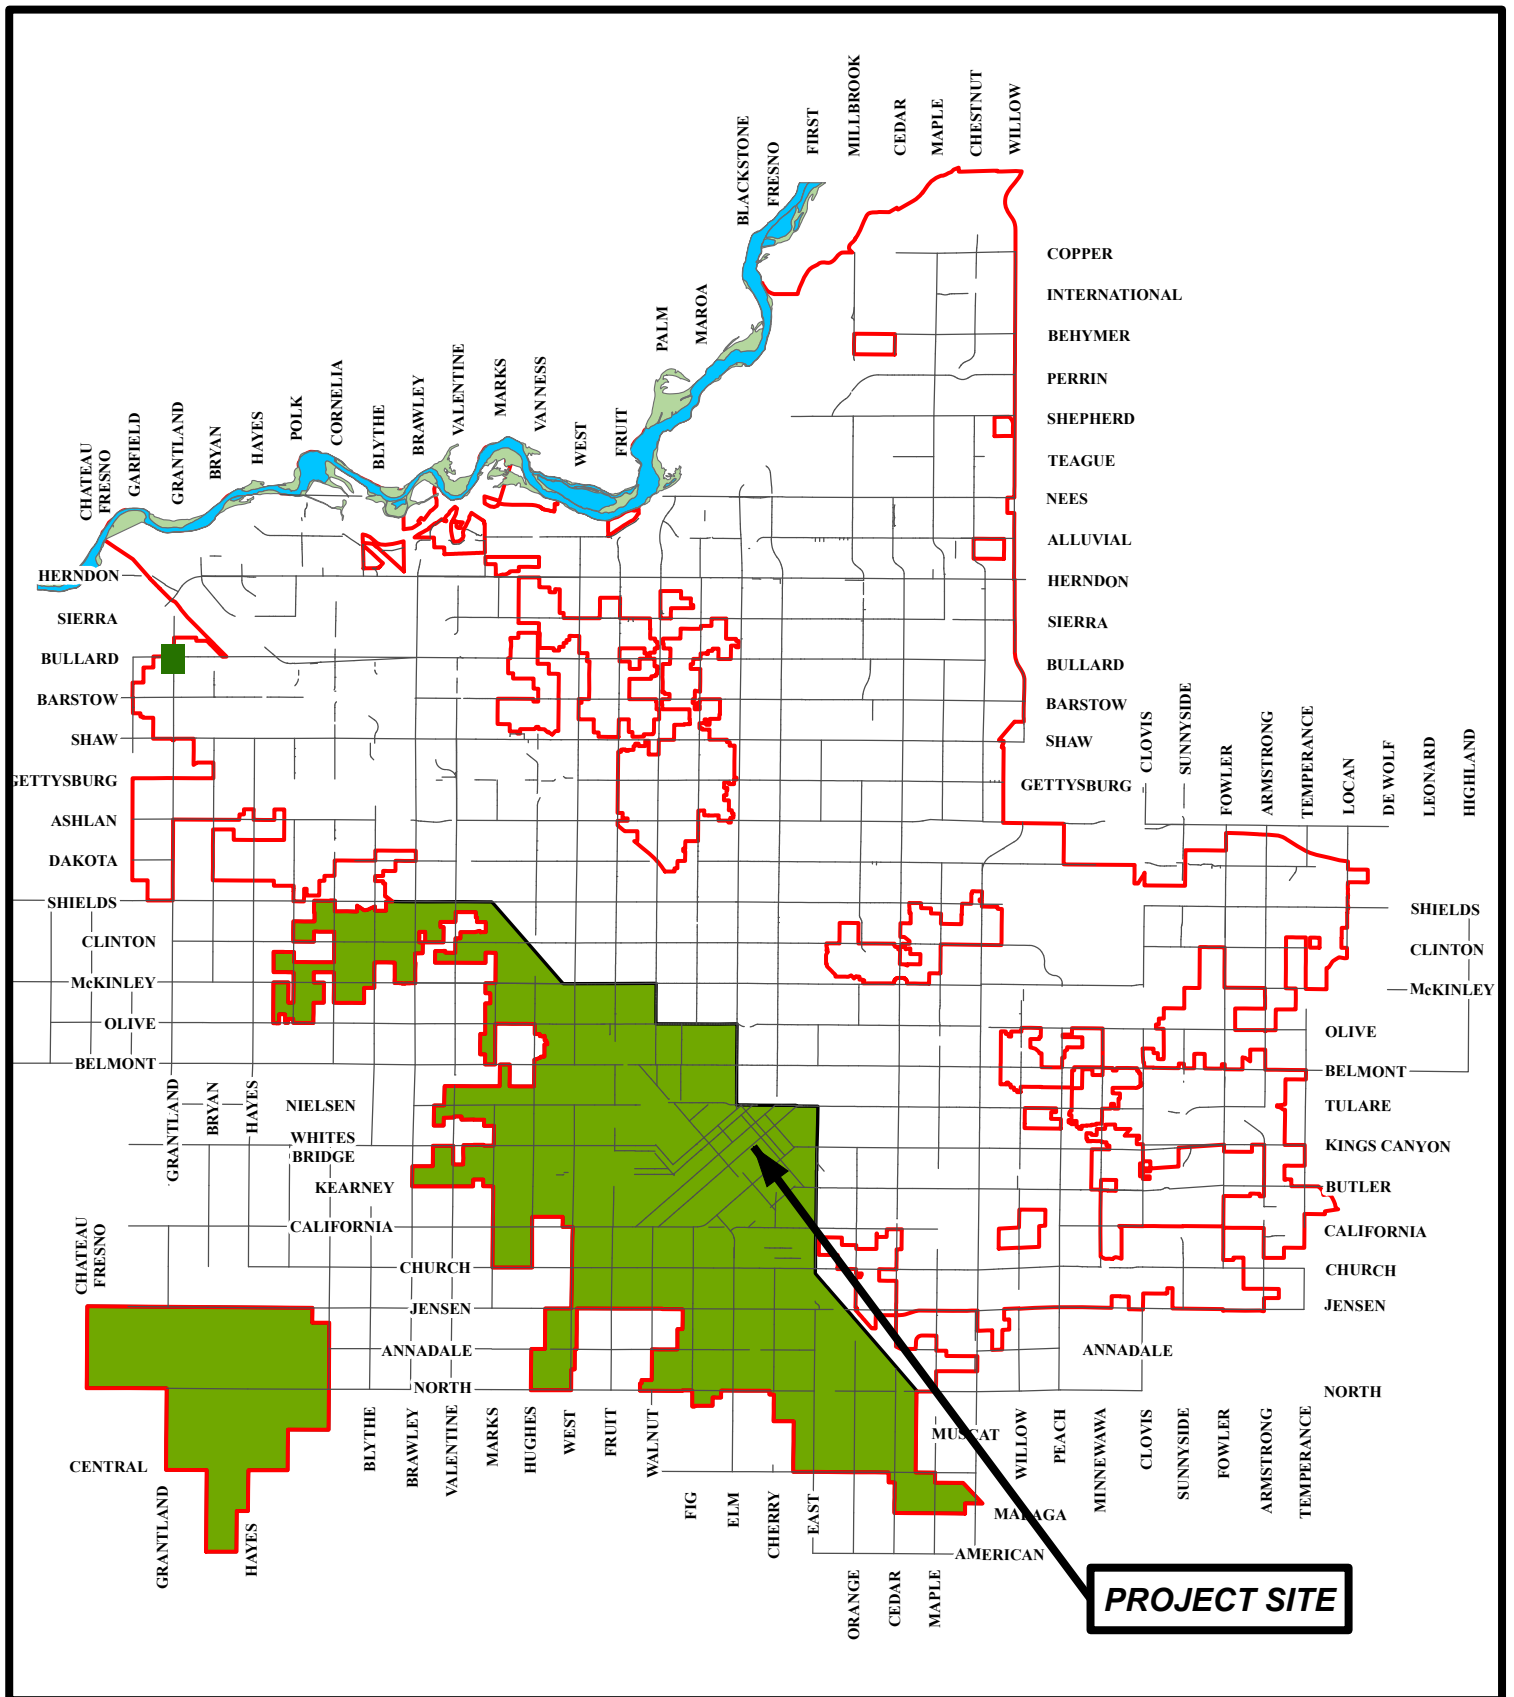 BLACKSTONE
FRESNO
FIRST
MILLBROOK
CEDAR
MAPLE
CHESTNUT
WILLOW
COPPER
INTERNATIONAL
BEHYMER
PERRIN
SHEPHERD
TEAGUE
NEES
ALLUVIAL
HERNDON
SIERRA
BULLARD
BARSTOW
SHAW
GETTYSBURG
CHATEAU
FRESNO
GARFIELD
GRANTLAND
BRYAN
HAYES
POLK
CORNELIA
BLYTHE
BRAWLEY
VALENTINE
MARKS
VAN NESS
WEST
FRUIT
PALM
MAROA
HERNDON
SIERRA
BULLARD
BARSTOW
SHAW
GETTYSBURG
ASHLAN
DAKOTA
SHIELDS
CLINTON
McKINLEY
OLIVE
BELMONT
CLOVIS
SUNNYSIDE
FOWLER
ARMSTRONG
TEMPERANCE
LOCAN
DE WOLF
LEONARD
HIGHLAND
SHIELDS
CLINTON
McKINLEY
OLIVE
BELMONT
TULARE
KINGS CANYON
BUTLER
CALIFORNIA
CHURCH
JENSEN
ANNADALE
NORTH
GRANTLAND
BRYAN
HAYES
NIELSEN
WHITES
BRIDGE
KEARNEY
CALIFORNIA
CHURCH
JENSEN
ANNADALE
NORTH
CHATEAU
FRESNO
CENTRAL
GRANTLAND
HAYES
BLYTHE
BRAWLEY
VALENTINE
MARKS
HUGHES
WEST
FRUIT
WALNUT
FIG
ELM
CHERRY
EAST
ORANGE
CEDAR
MAPLE
MUSCAT
MALAGA
AMERICAN
WILLOW
PEACH
MINNEWAWA
CLOVIS
SUNNYSIDE
FOWLER
ARMSTRONG
TEMPERANCE
PROJECT SITE